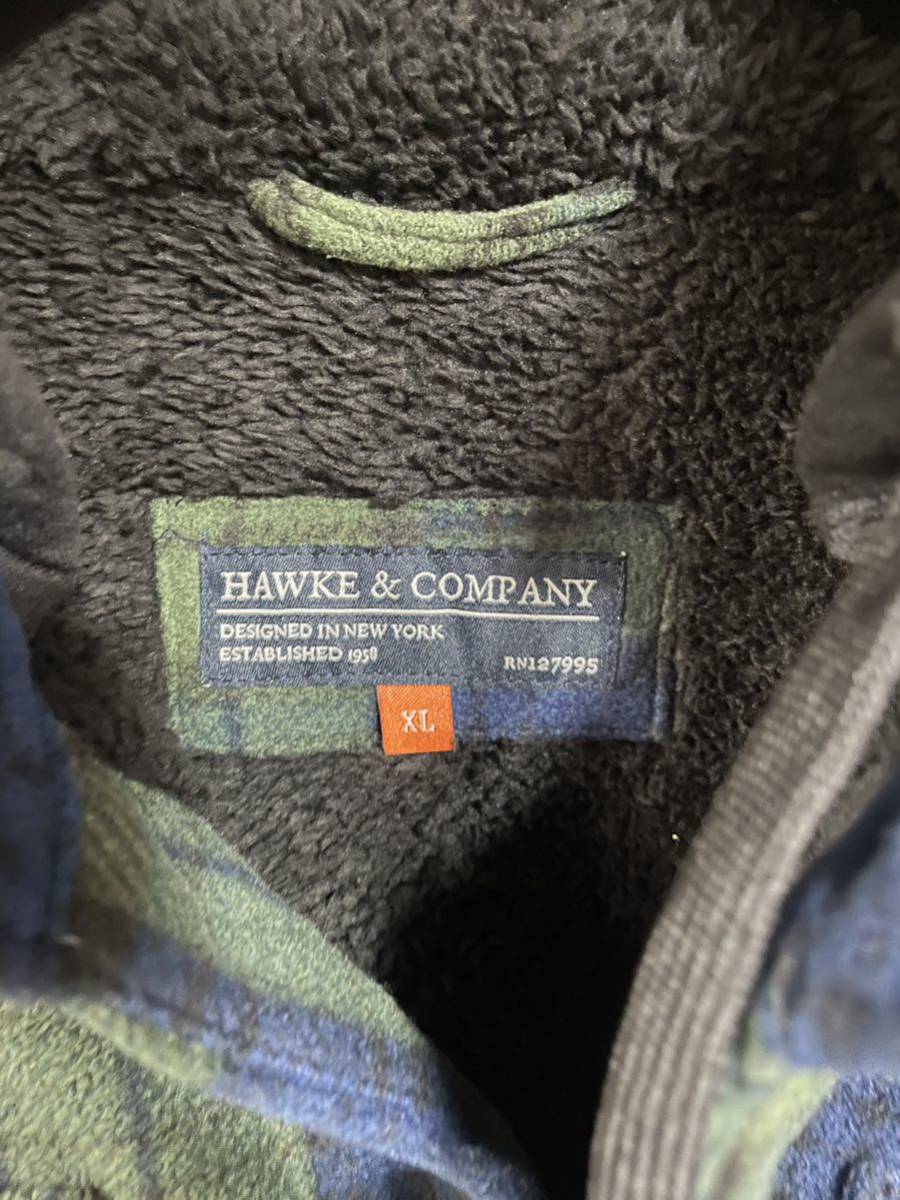 HAWKE & COMPANY
DESIGNED IN NEW YORK
ESTABLISHED 1958
RN127995
XL